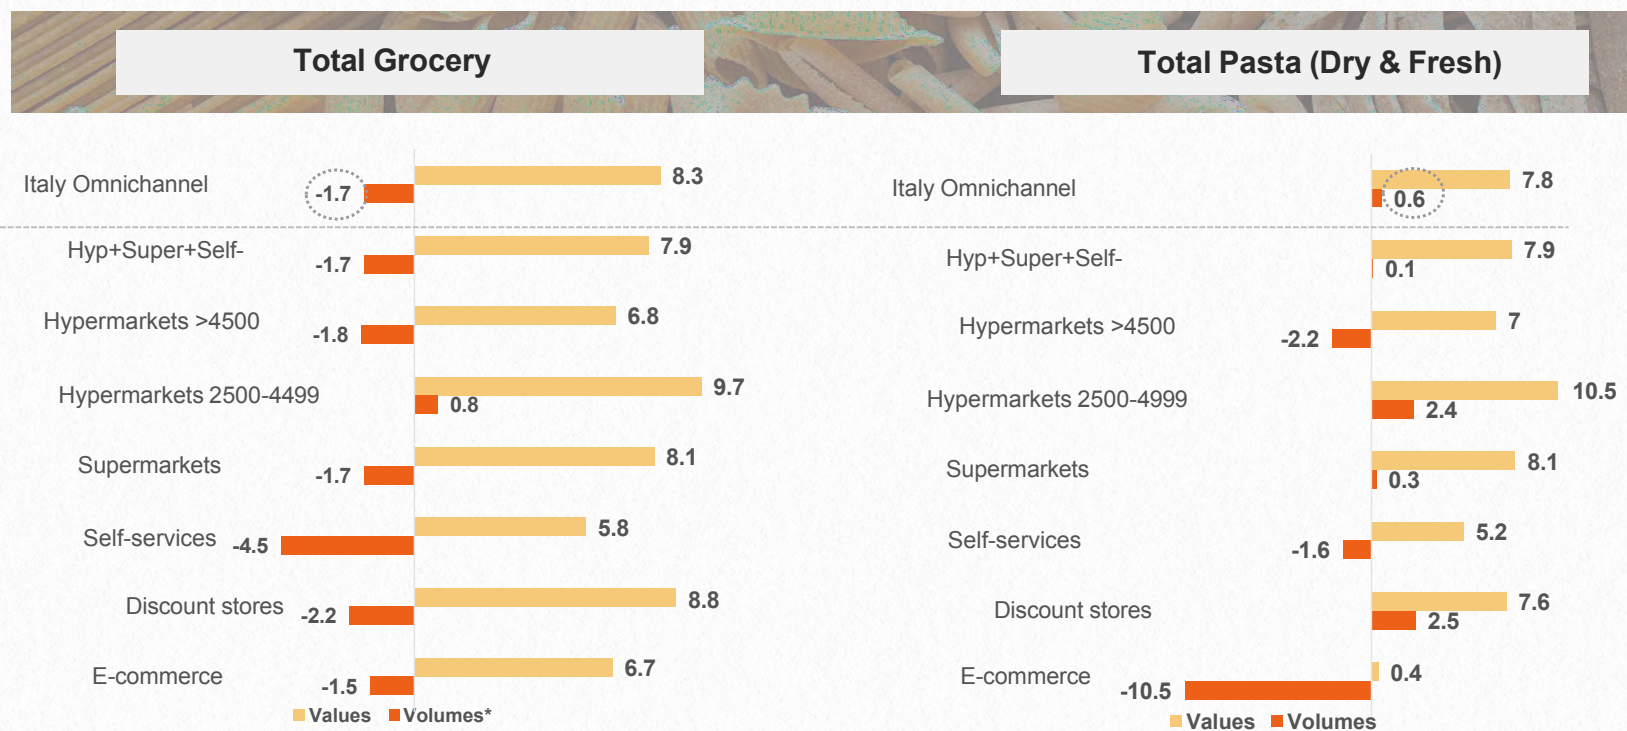 Total Grocery
Italy Omnichannel
-1.7
8.3
Hyp+Super+Self-
-1.7
7.9
Hypermarkets >4500
-1.8
6.8
Hypermarkets 2500-4499
0.8
9.7
Supermarkets
-1.7
8.1
Self-services
-4.5
5.8
Discount stores
-2.2
8.8
E-commerce
-1.5
6.7
Values Volumes*
Total Pasta (Dry & Fresh)
Italy Omnichannel
7.8
0.6
Hyp+Super+Self-
7.9
0.1
Hypermarkets >4500
7
-2.2
Hypermarkets 2500-4999
10.5
2.4
Supermarkets
8.1
0.3
Self-services
5.2
-1.6
Discount stores
7.6
2.5
E-commerce
0.4
-10.5
Values Volumes